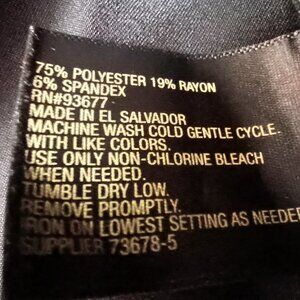 75% POLYESTER 19% RAYON
6% SPANDEX
RN#93677
MADE IN EL SALVADOR
MACHINE WASH COLD GENTLE CYCLE.
WITH LIKE COLORS.
USE ONLY NON-CHLORINE BLEACH
WHEN NEEDED.
TUMBLE DRY LOW.
REMOVE PROMPTLY.
IRON ON LOWEST SETTING AS NEEDED
SUPPLIER 73678-5